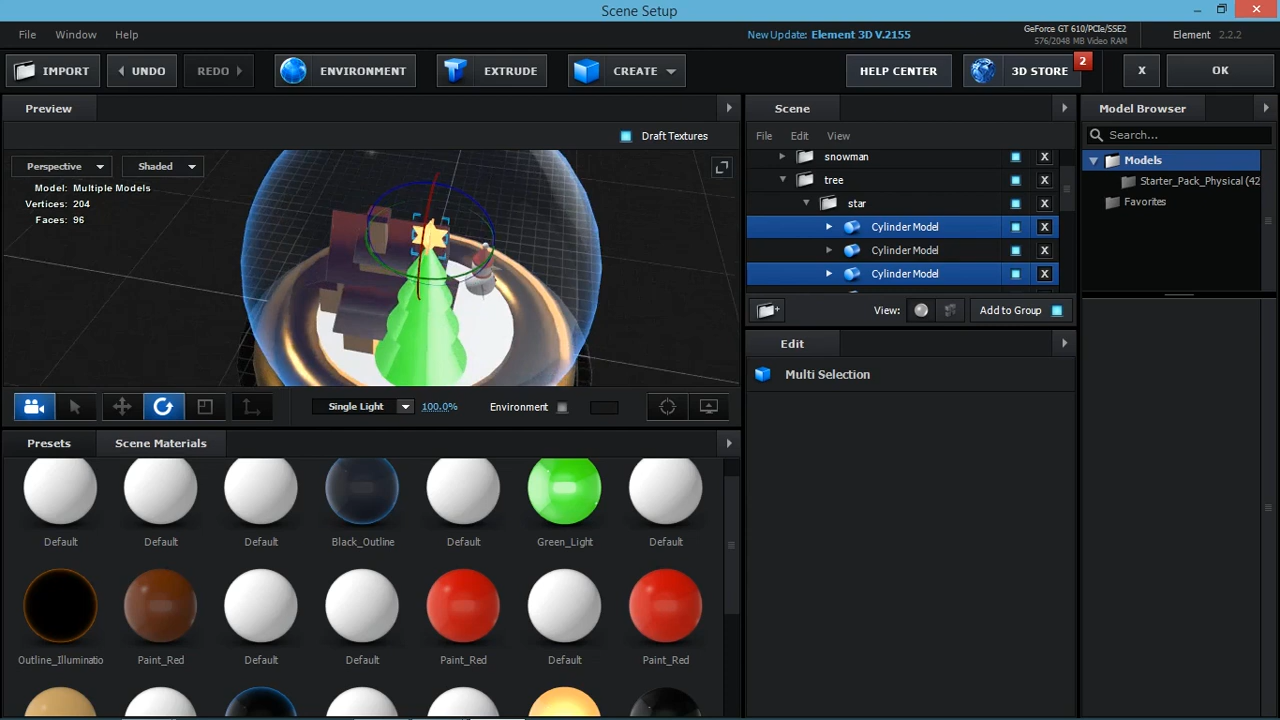 Scene Setup
File Window Help
New Update: Element 3D V.2155
GeForce GT 610/PCIe/SSE2
576/2048 MB Video RAM
Element 2.2.2
IMPORT
UNDO
REDO
ENVIRONMENT
EXTRUDE
CREATE
HELP CENTER
3D STORE
2
X
OK
Preview
Draft Textures
Perspective
Shaded
Model: Multiple Models
Vertices: 204
Faces: 96
Single Light
100.0%
Environment
Presets
Scene Materials
Default
Default
Default
Black_Outline
Default
Green_Light
Default
Outline_Illuminatio
Paint_Red
Default
Default
Paint_Red
Default
Paint_Red
Scene
File Edit View
snowman X
tree X
star X
Cylinder Model X
Cylinder Model X
Cylinder Model X
View:
Add to Group
Edit
Multi Selection
Model Browser
Search...
Models
Starter_Pack_Physical (42
Favorites